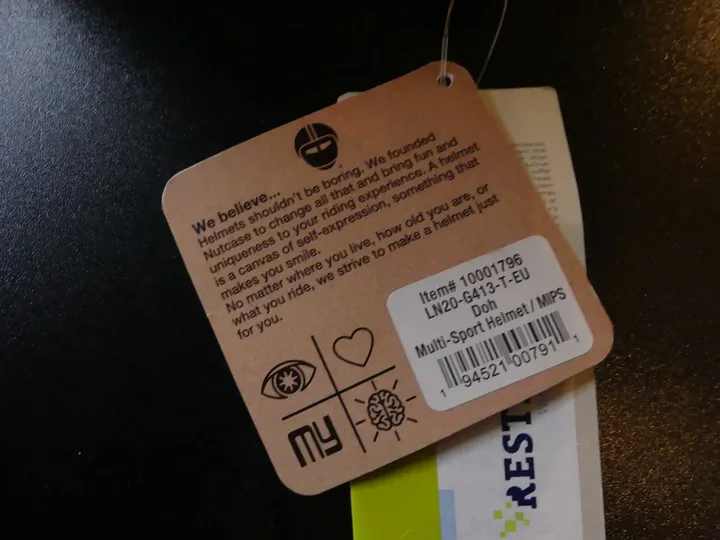 We believe...
Helmets shouldn't be boring. We founded
Nutcase to change all that and bring fun and
uniqueness to your riding experience. A helmet
is a canvas of self-expression, something that
makes you smile.
No matter where you live, how old you are, or
what you ride, we strive to make a helmet just
for you.
my
Item# 10001796
LN20-G413-T-EU
Doh
Multi-Sport Helmet / MIPS
1 94521 00791 1
REST